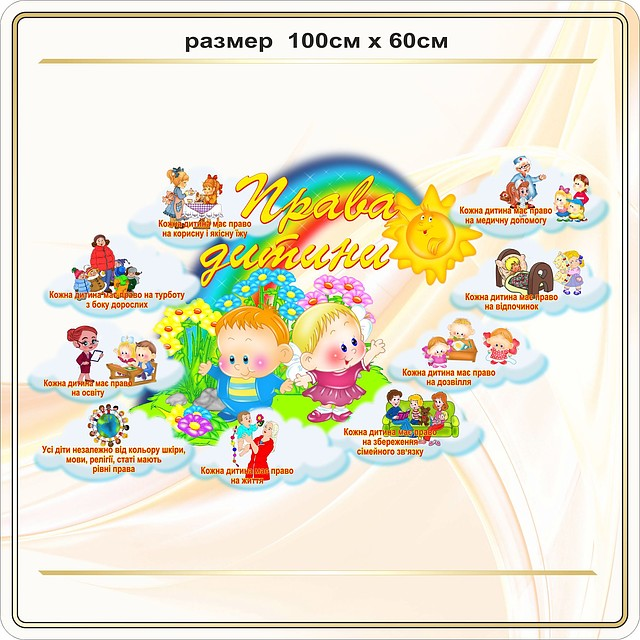 размер 100см х 60см
Права
дитини
Кожна дитина має право
на корисну і якісну їжу
Кожна дитина має право на турботу
з боку дорослих
Кожна дитина має право
на освіту
Усі діти незалежно від кольору шкіри,
мови, релігії, статі мають
рівні права
Кожна дитина має право
на життя
Кожна дитина має право
на медичну допомогу
Кожна дитина має право
на відпочинок
Кожна дитина має право
на дозвілля
Кожна дитина має право
на збереження
сімейного зв'язку